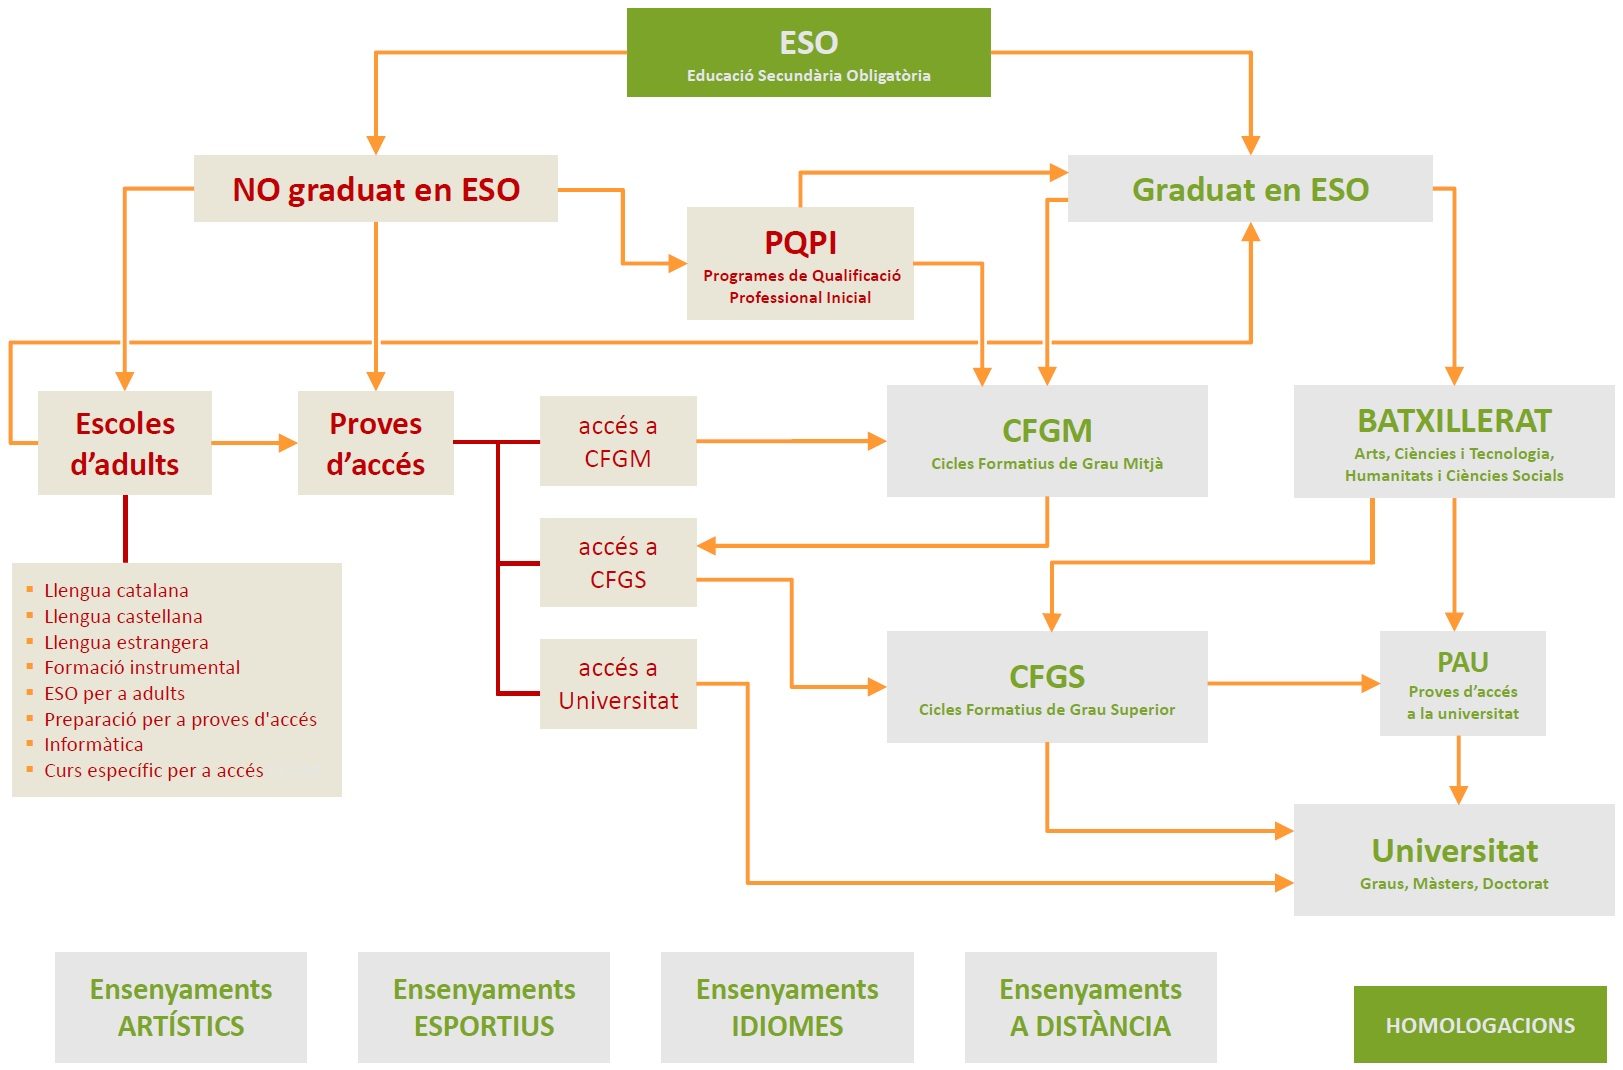 ESO
Educació Secundària Obligatòria
NO graduat en ESO
Graduat en ESO
PQPI
Programes de Qualificació
Professional Inicial
Escoles
d’adults
Proves
d’accés
accés a
CFGM
CFGM
Cicles Formatius de Grau Mitjà
BATXILLERAT
Arts, Ciències i Tecnologia,
Humanitats i Ciències Socials
accés a
CFGS
Llengua catalana
Llengua castellana
Llengua estrangera
Formació instrumental
ESO per a adults
Preparació per a proves d'accés
Informàtica
Curs específic per a accés
accés a
Universitat
CFGS
Cicles Formatius de Grau Superior
PAU
Proves d’accés
a la universitat
Universitat
Graus, Màsters, Doctorat
Ensenyaments
ARTÍSTICS
Ensenyaments
ESPORTIUS
Ensenyaments
IDIOMES
Ensenyaments
A DISTÀNCIA
HOMOLOGACIONS